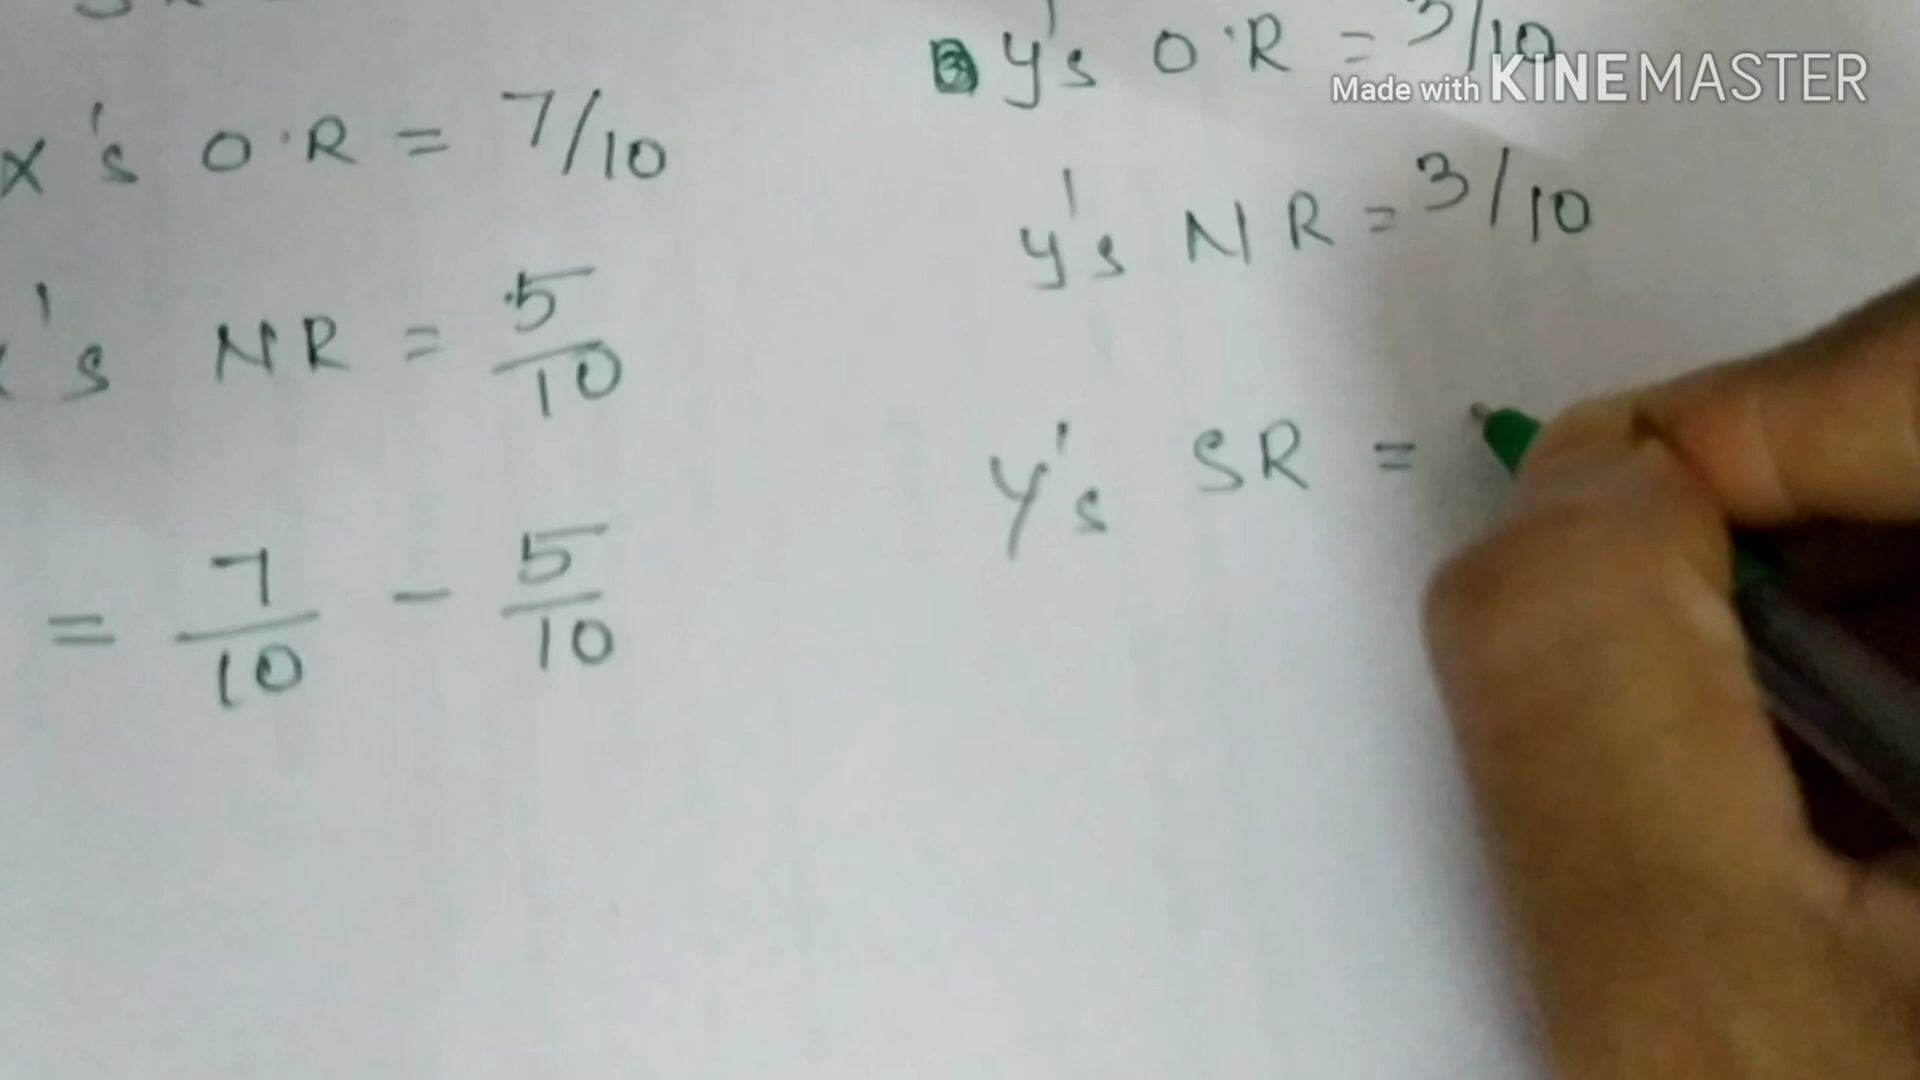 x's O.R = 7/10
's NR = 5/10
= 7/10 - 5/10
y's O.R = 3/10
Made with KINEMASTER
y's NR = 3/10
y's SR =